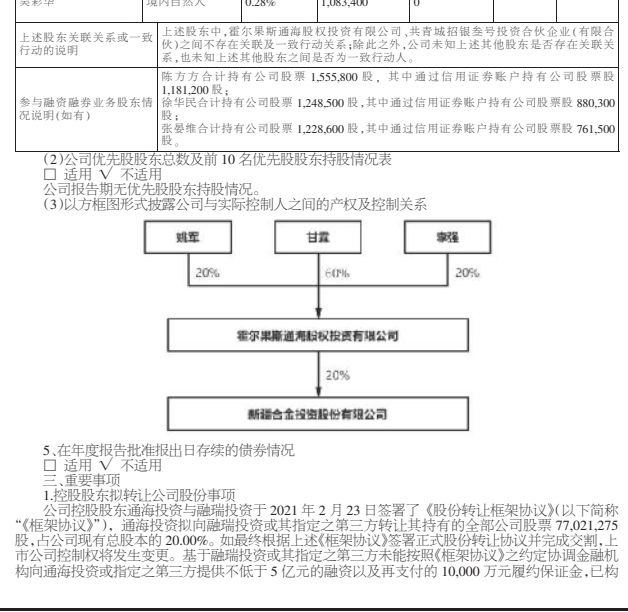 吴彩华 境内自然人 0.28% 1,083,400 0
上述股东关联关系或一致行动的说明
上述股东中,霍尔果斯通海股权投资有限公司、共青城招银叁号投资合伙企业(有限合
伙)之间不存在关联及一致行动关系;除此之外,公司未知上述其他股东是否存在关联关
系,也未知上述其他股东之间是否为一致行动人。
参与融资融券业务股东情况说明(如有)
陈方方合计持有公司股票 1,555,800 股,其中通过信用证券账户持有公司股票股
1,181,200 股;
徐华民合计持有公司股票 1,248,500 股,其中通过信用证券账户持有公司股票股 880,300
股;
张晏维合计持有公司股票 1,228,600 股,其中通过信用证券账户持有公司股票股 761,500
股。
(2)公司优先股股东总数及前 10 名优先股股东持股情况表
□ 适用 √ 不适用
公司报告期无优先股股东持股情况。
(3)以方框图形式披露公司与实际控制人之间的产权及控制关系
姚军 甘霖 李强
20% 60% 20%
霍尔果斯通海股权投资有限公司
20%
新疆合金投资股份有限公司
5、在年度报告批准报出日存续的债券情况
□ 适用 √ 不适用
三、重要事项
1.控股股东拟转让公司股份事项
公司控股股东通海投资与融瑞投资于 2021 年 2 月 23 日签署了《股份转让框架协议》(以下简称
“《框架协议》”),通海投资拟向融瑞投资或其指定之第三方转让其持有的全部公司股票 77,021,275
股,占公司现有总股本的 20.00%。如最终根据上述《框架协议》签署正式股份转让协议并完成交割,上
市公司控制权将发生变更。基于融瑞投资或其指定之第三方未能按照《框架协议》之约定协调金融机
构向通海投资或指定之第三方提供不低于 5 亿元的融资以及再支付的 10,000 万元履约保证金,已构